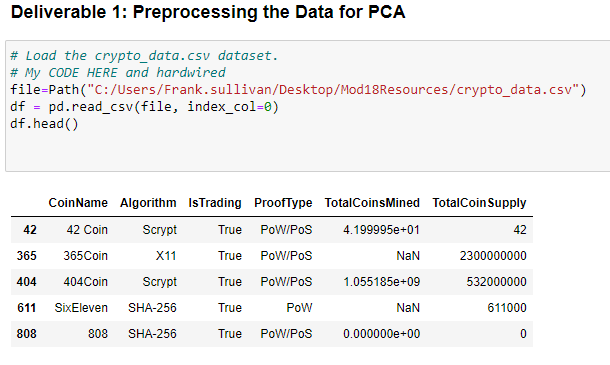 Deliverable 1: Preprocessing the Data for PCA
# Load the crypto_data.csv dataset.
# My CODE HERE and hardwired
file=Path("C:/Users/Frank.sullivan/Desktop/Mod18Resources/crypto_data.csv")
df = pd.read_csv(file, index_col=0)
df.head()
CoinName Algorithm IsTrading ProofType TotalCoinsMined TotalCoinSupply
42 42 Coin Scrypt True PoW/PoS 4.199995e+01 42
365 365Coin X11 True PoW/PoS NaN 2300000000
404 404Coin Scrypt True PoW/PoS 1.055185e+09 532000000
611 SixEleven SHA-256 True PoW NaN 611000
808 808 SHA-256 True PoW/PoS 0.000000e+00 0